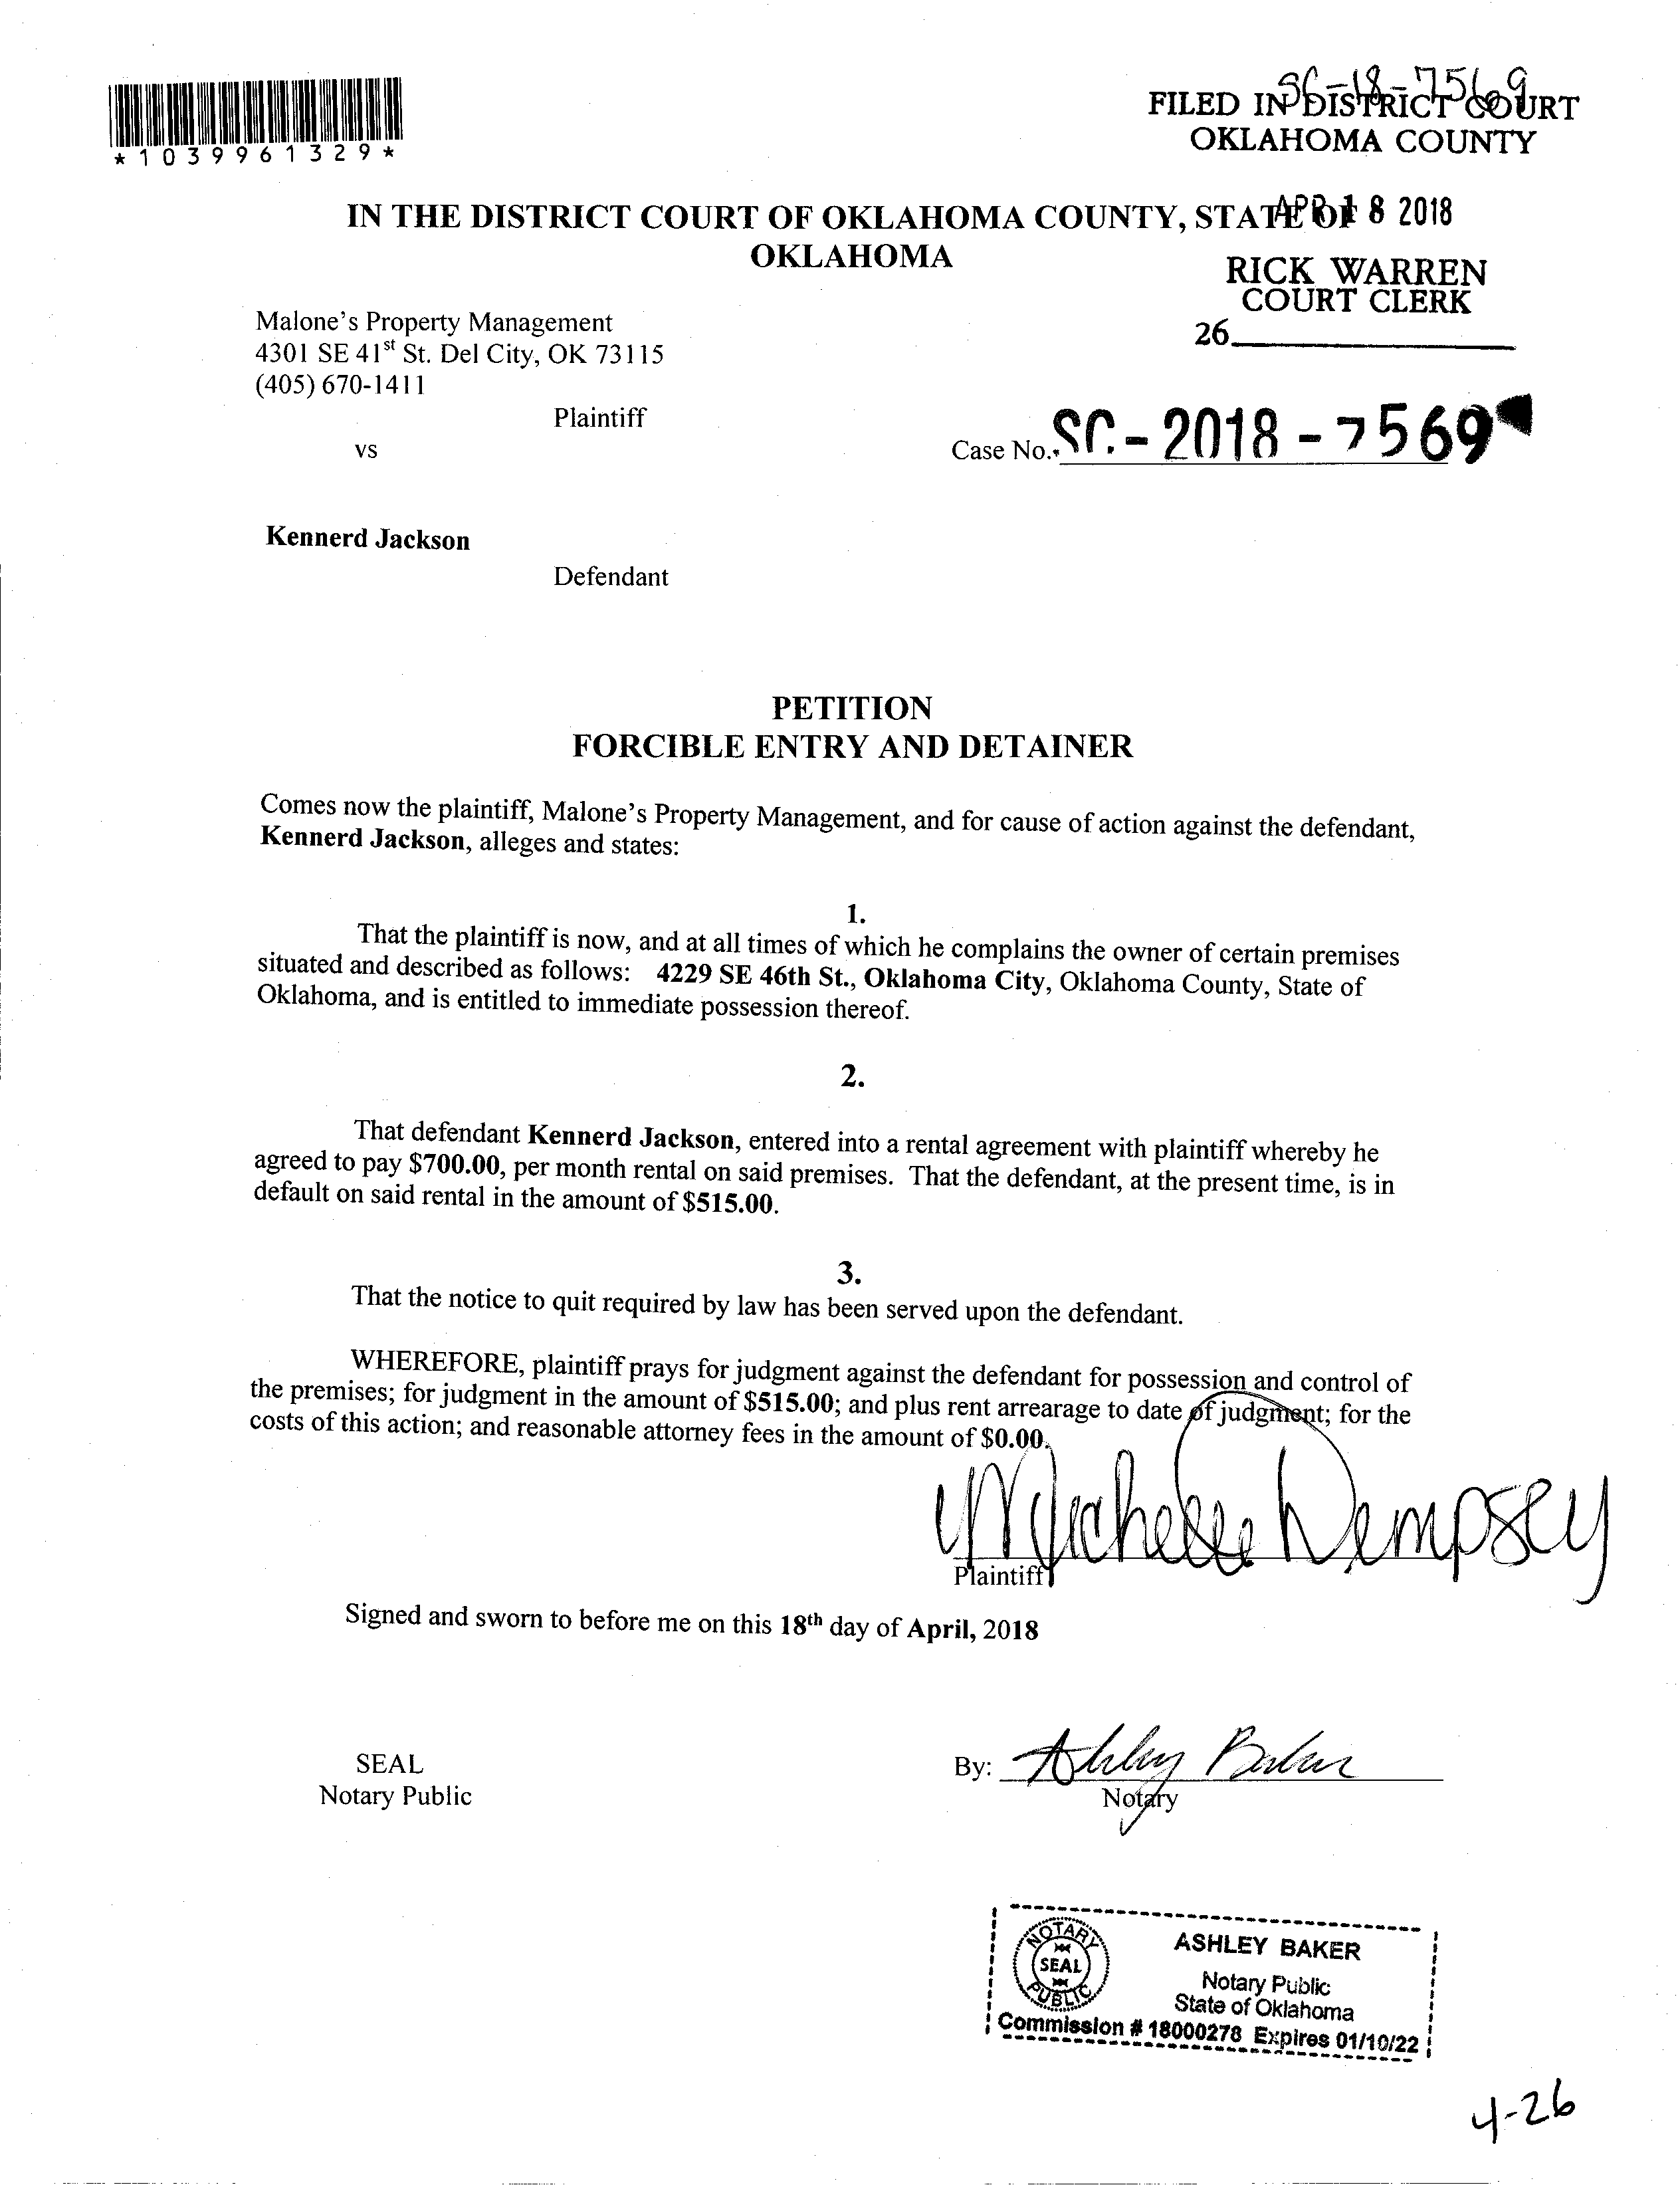 *1039961329*
SC-18-7569
FILED IN DISTRICT COURT
OKLAHOMA COUNTY
IN THE DISTRICT COURT OF OKLAHOMA COUNTY, STATE OF
APR 18 2018
OKLAHOMA
RICK WARREN
COURT CLERK
26
Malone's Property Management
4301 SE 41st St. Del City, OK 73115
(405) 670-1411
Plaintiff
vs
Case No. SC-2018-7569
Kennerd Jackson
Defendant
PETITION
FORCIBLE ENTRY AND DETAINER
Comes now the plaintiff, Malone's Property Management, and for cause of action against the defendant,
Kennerd Jackson, alleges and states:
1.
That the plaintiff is now, and at all times of which he complains the owner of certain premises
situated and described as follows: 4229 SE 46th St., Oklahoma City, Oklahoma County, State of
Oklahoma, and is entitled to immediate possession thereof.
2.
That defendant Kennerd Jackson, entered into a rental agreement with plaintiff whereby he
agreed to pay $700.00, per month rental on said premises. That the defendant, at the present time, is in
default on said rental in the amount of $515.00.
3.
That the notice to quit required by law has been served upon the defendant.
WHEREFORE, plaintiff prays for judgment against the defendant for possession and control of
the premises; for judgment in the amount of $515.00; and plus rent arrearage to date of judgment; for the
costs of this action; and reasonable attorney fees in the amount of $0.00.
Michelle Dempsey
Plaintiff
Signed and sworn to before me on this 18th day of April, 2018
SEAL
Notary Public
By: Ashley Baker
Notary
NOTARY
SEAL
PUBLIC
ASHLEY BAKER
Notary Public
State of Oklahoma
Commission # 18000278 Expires 01/10/22
4-26